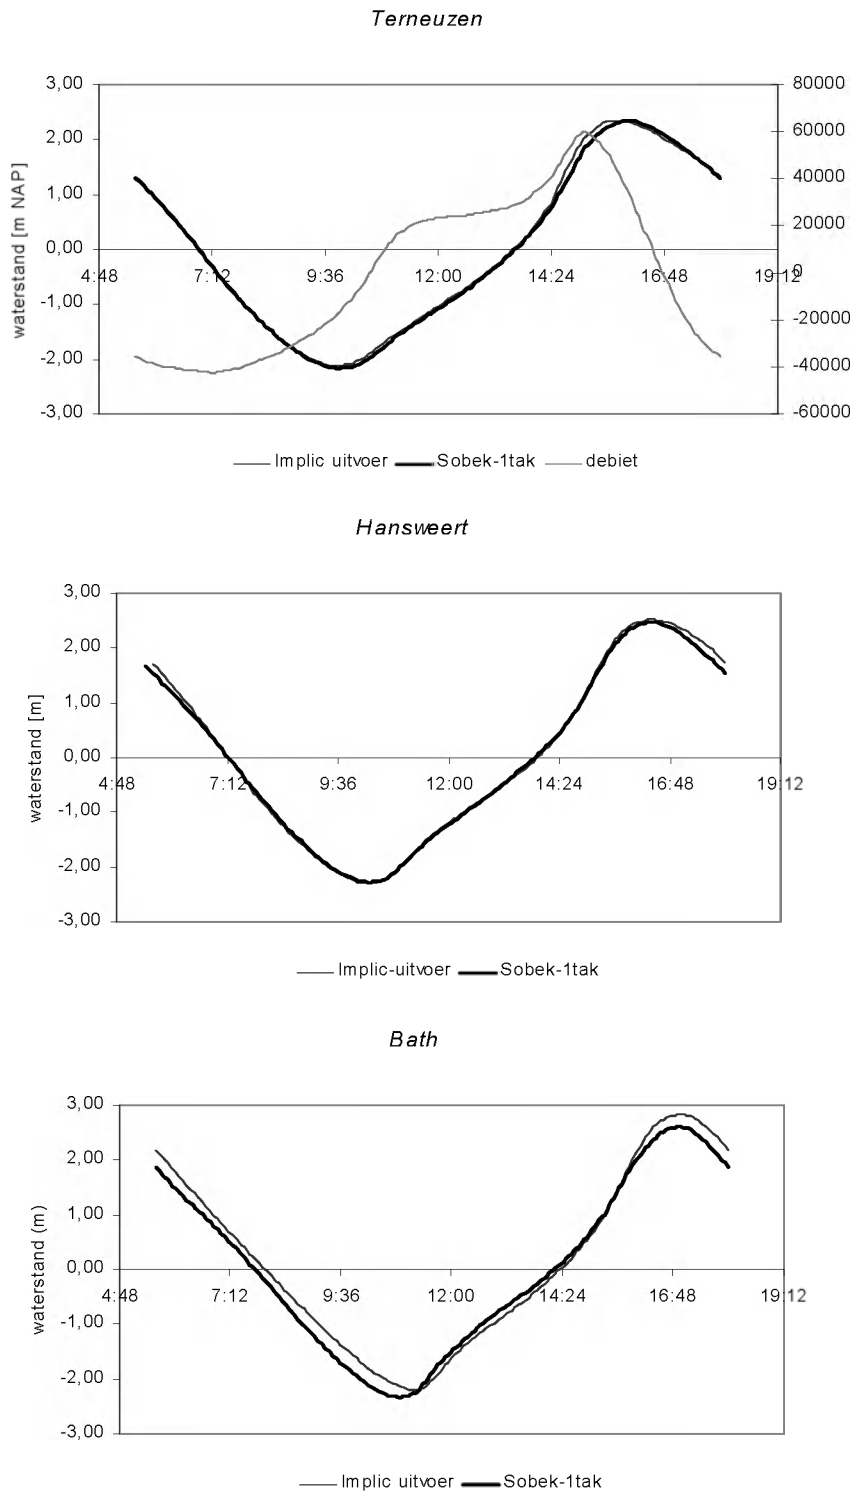 Terneuzen
3,00 80000
2,00 60000
1,00 40000
0,00 20000
4:48 7:12 9:36 12:00 14:24 16:48 19:12 0
-1,00 -20000
-2,00 -40000
-3,00 -60000
waterstand [m NAP]
Implic uitvoer Sobek-1tak debiet
Hansweert
3,00
2,00
1,00
0,00
4:48 7:12 9:36 12:00 14:24 16:48 19:12
-1,00
-2,00
-3,00
waterstand [m]
Implic-uitvoer Sobek-1tak
Bath
3,00
2,00
1,00
0,00
4:48 7:12 9:36 12:00 14:24 16:48 19:12
-1,00
-2,00
-3,00
waterstand (m)
Implic uitvoer Sobek-1tak